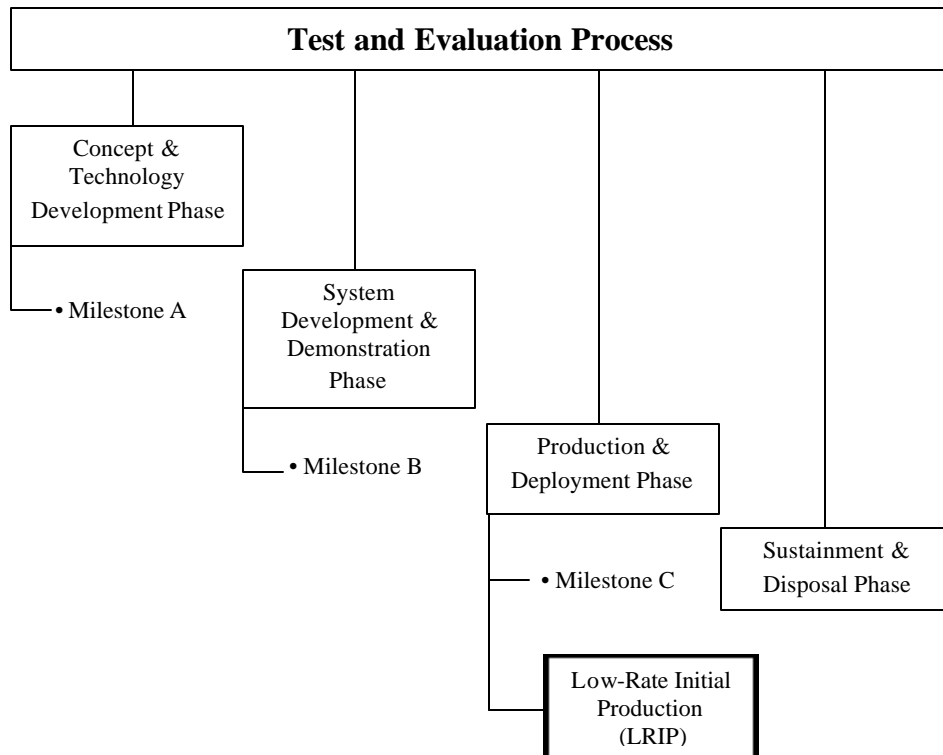 Test and Evaluation Process
Concept &
Technology
Development Phase
• Milestone A
System
Development &
Demonstration
Phase
• Milestone B
Production &
Deployment Phase
• Milestone C
Sustainment &
Disposal Phase
Low-Rate Initial
Production
(LRIP)